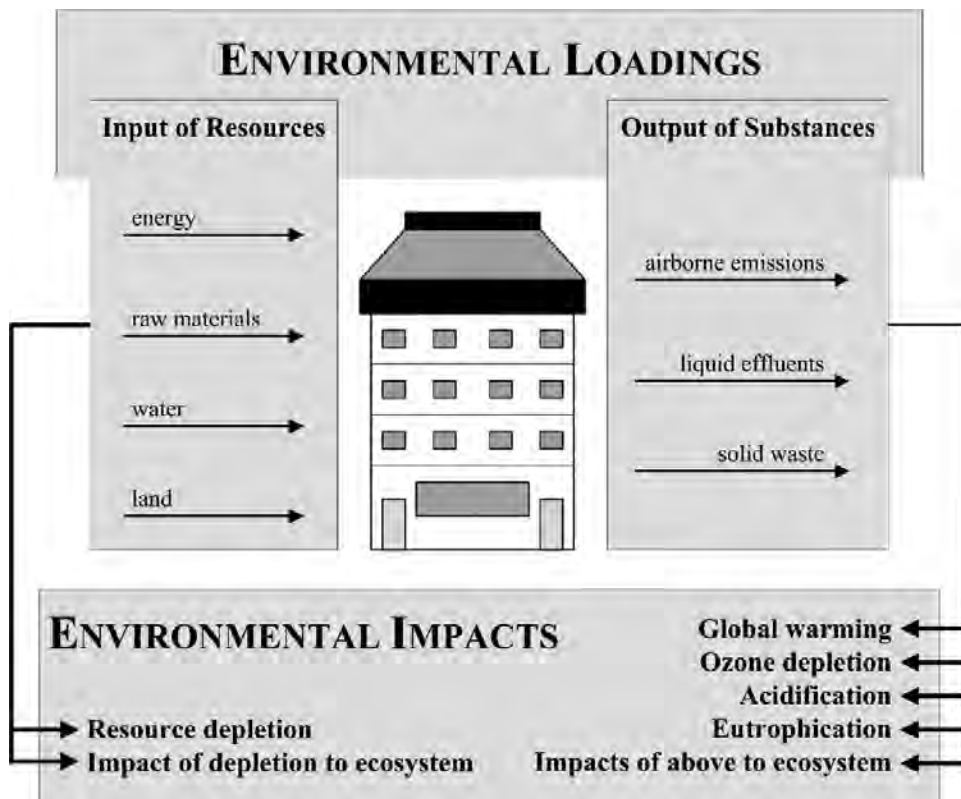 ENVIRONMENTAL LOADINGS
Input of Resources
energy
raw materials
water
land
Output of Substances
airborne emissions
liquid effluents
solid waste
ENVIRONMENTAL IMPACTS
Resource depletion
Impact of depletion to ecosystem
Global warming
Ozone depletion
Acidification
Eutrophication
Impacts of above to ecosystem